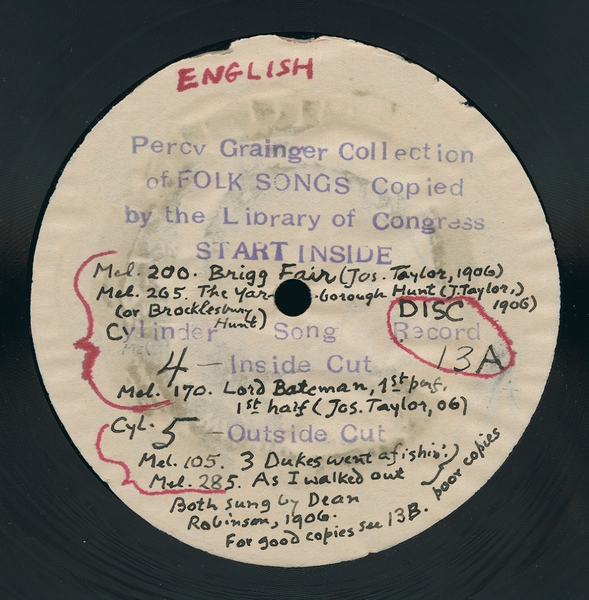 ENGLISH
Percy Grainger Collection
of FOLK SONGS Copied
by the Library of Congress
START INSIDE
Mel. 200. Brigg Fair (Jos. Taylor, 1906)
Mel. 265. The Yar-borough Hunt (J. Taylor,
(or Brocklesbury Hunt) 1906)
DISC
Cylinder Song Record
13A
4 – Inside Cut
Mel. 170. Lord Bateman, 1st perf,
1st half (Jos. Taylor, 06)
Cyl. 5 – Outside Cut
Mel. 105. 3 Dukes went a fishin'.
Mel. 285. As I walked out
poor copies
Both sung by Dean
Robinson, 1906.
For good copies see 13B.